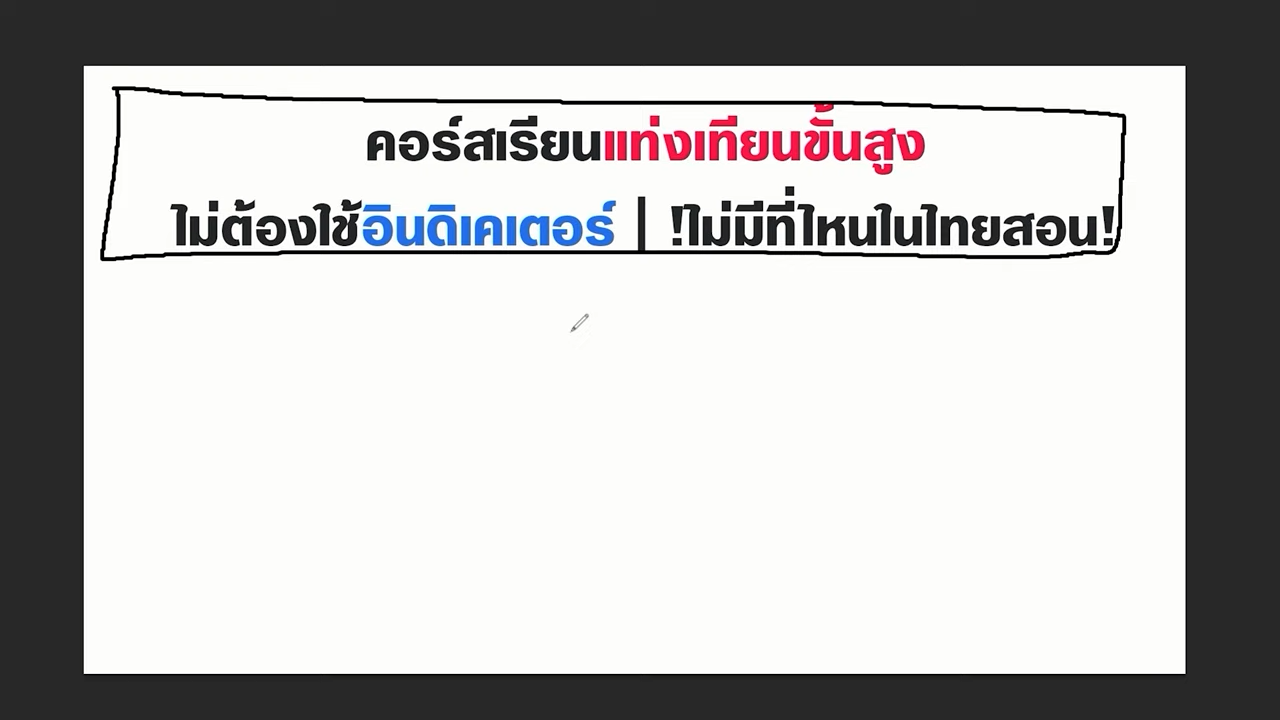 คอร์สเรียนแท่งเทียนขั้นสูง
ไม่ต้องใช้อินดิเคเตอร์ | !ไม่มีที่ไหนในไทยสอน!